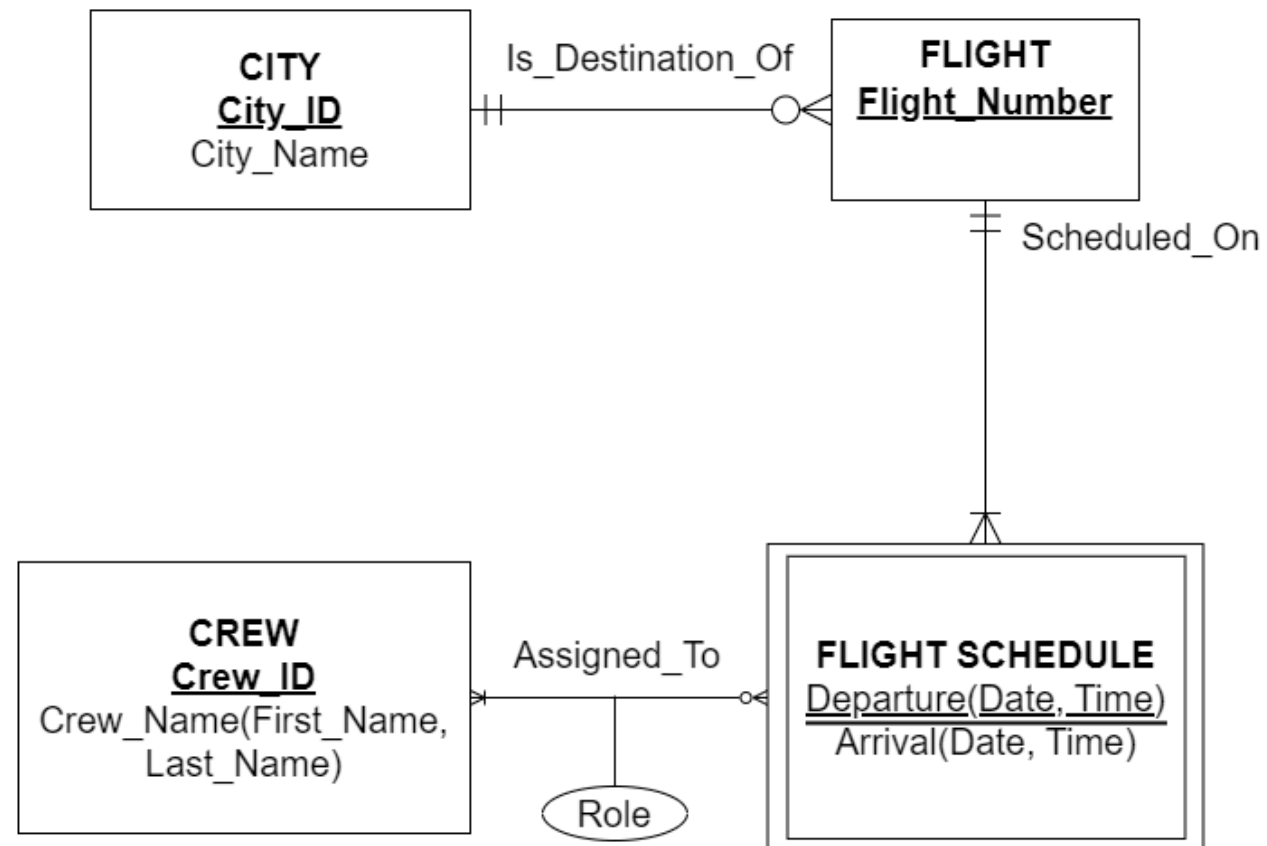 CITY
City_ID
City_Name
Is_Destination_Of
FLIGHT
Flight_Number
Scheduled_On
CREW
Crew_ID
Crew_Name(First_Name,
Last_Name)
Assigned_To
Role
FLIGHT SCHEDULE
Departure(Date, Time)
Arrival(Date, Time)